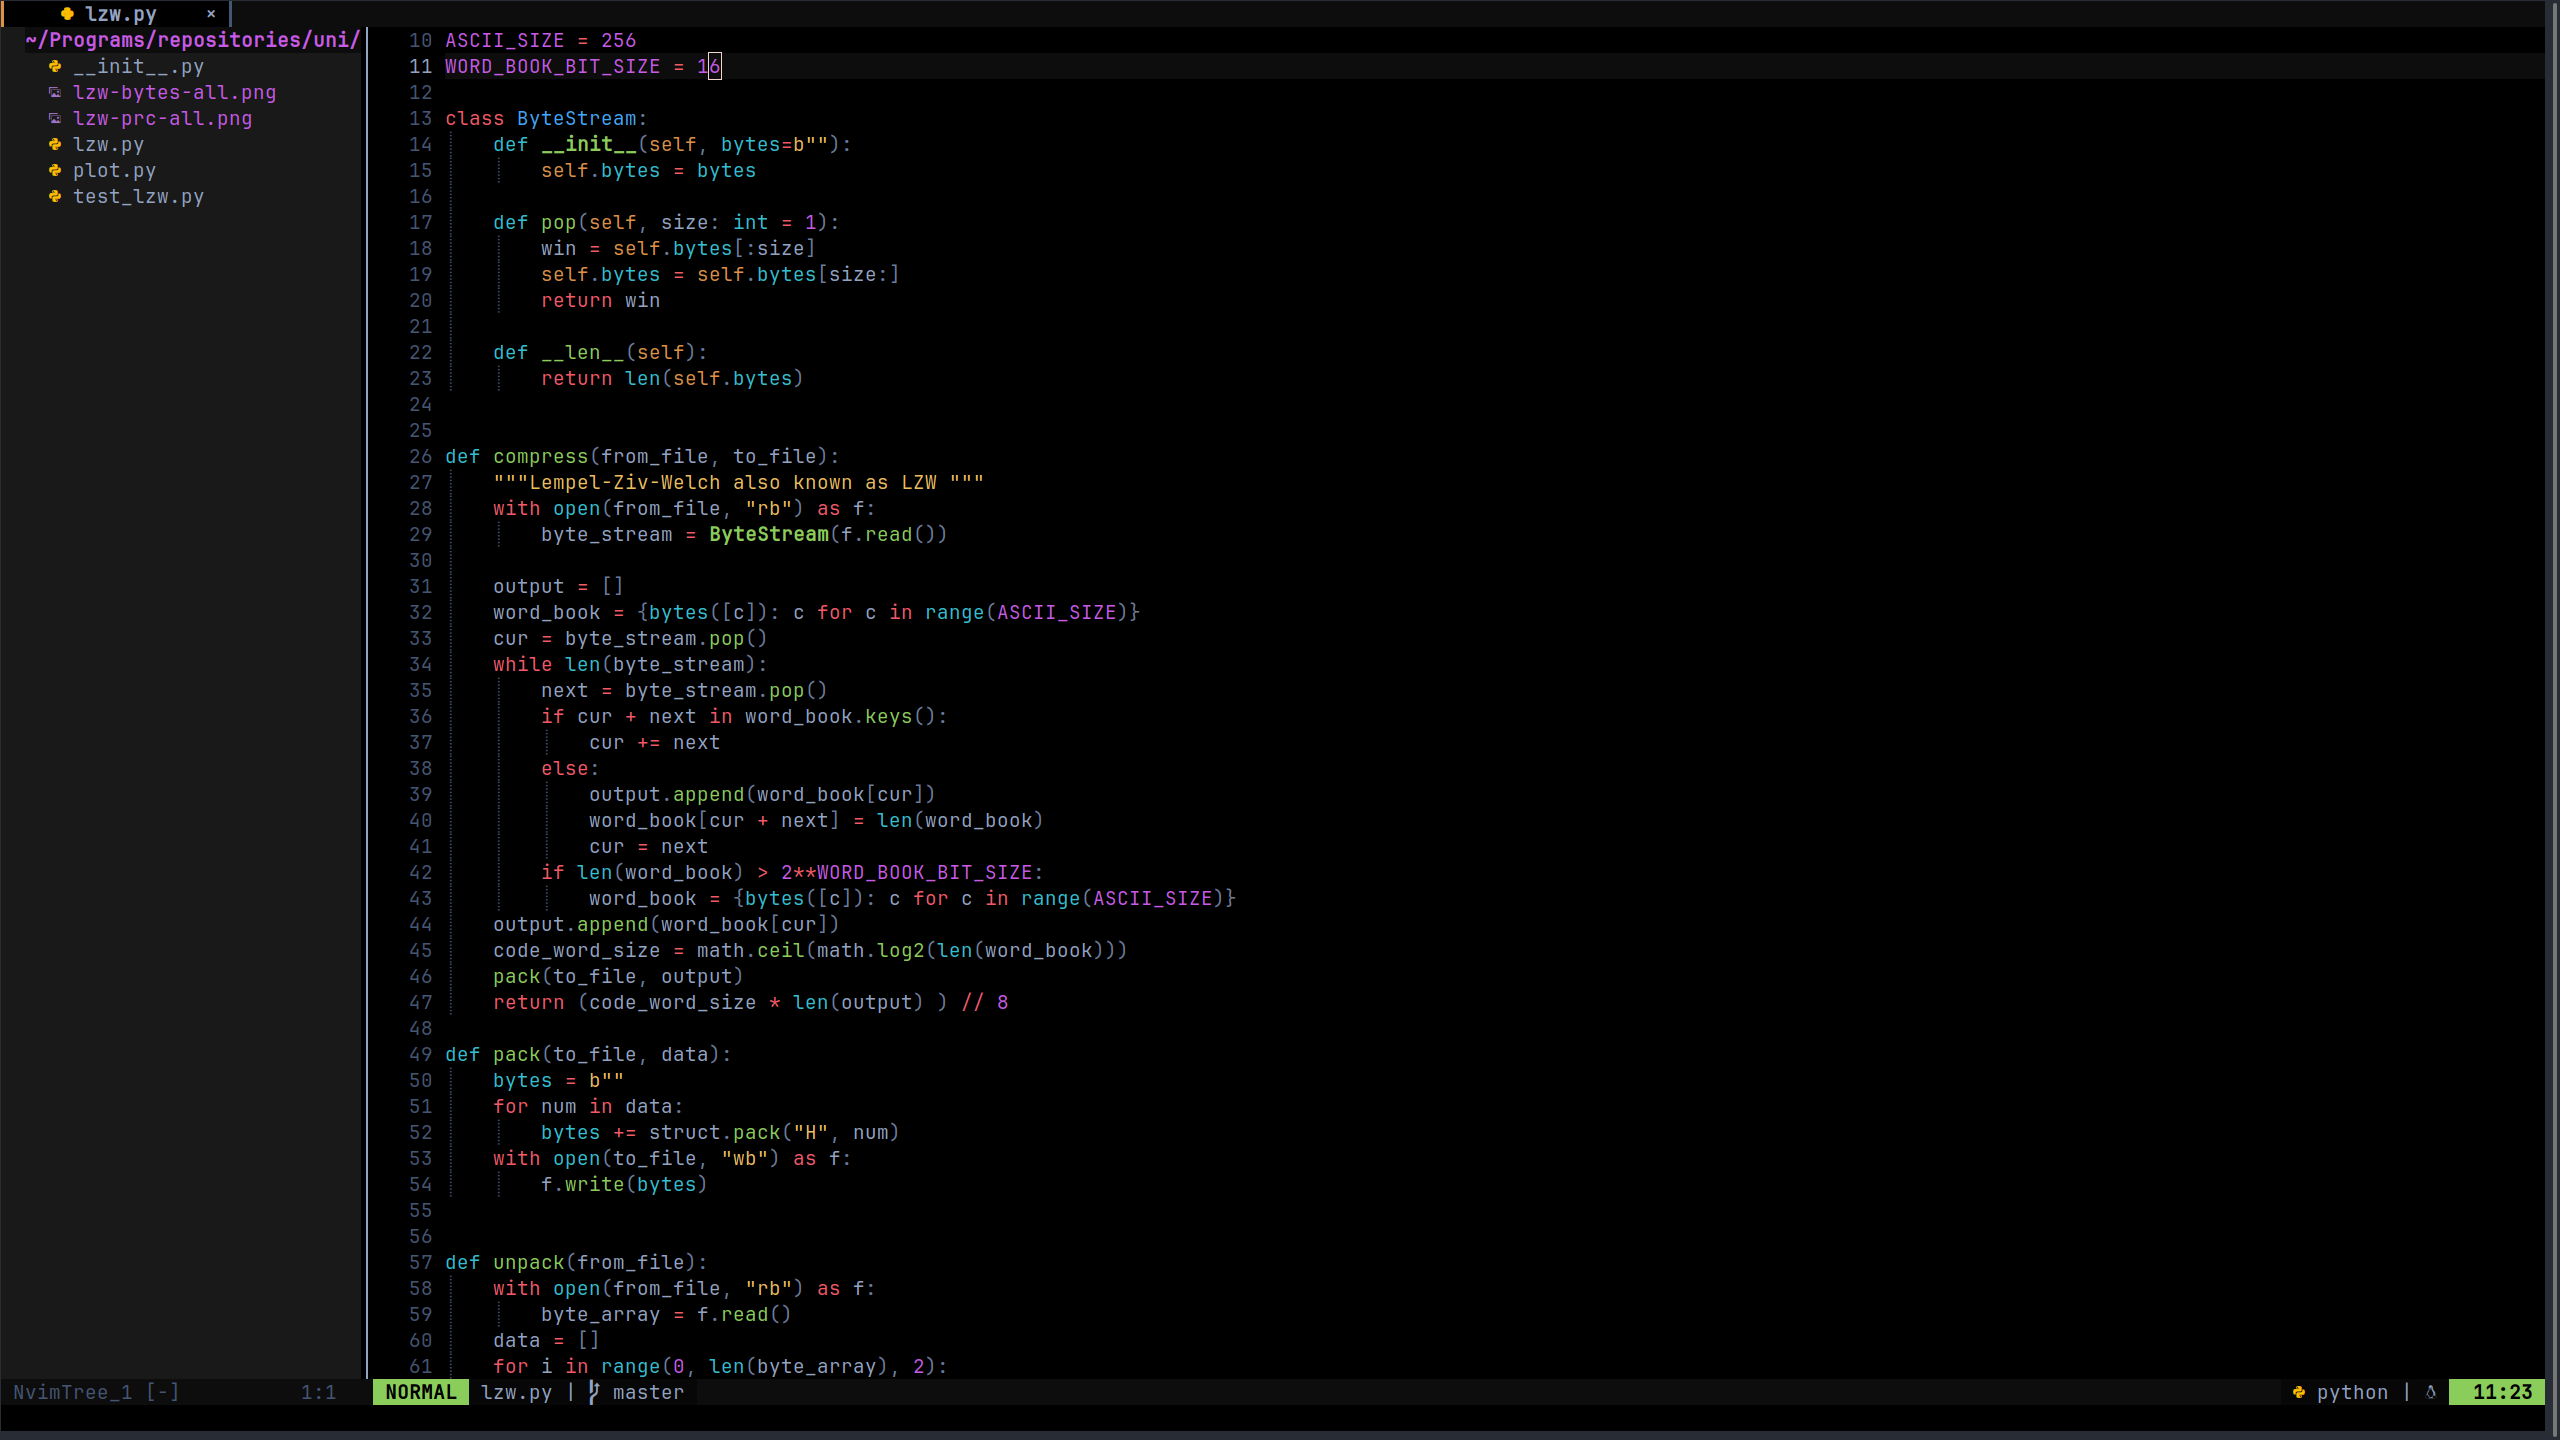 lzw.py ×
~/Programs/repositories/uni/
__init__.py
lzw-bytes-all.png
lzw-prc-all.png
lzw.py
plot.py
test_lzw.py
10 ASCII_SIZE = 256
11 WORD_BOOK_BIT_SIZE = 16
12
13 class ByteStream:
14     def __init__(self, bytes=b""):
15         self.bytes = bytes
16
17     def pop(self, size: int = 1):
18         win = self.bytes[:size]
19         self.bytes = self.bytes[size:]
20         return win
21
22     def __len__(self):
23         return len(self.bytes)
24
25
26 def compress(from_file, to_file):
27     """Lempel-Ziv-Welch also known as LZW """
28     with open(from_file, "rb") as f:
29         byte_stream = ByteStream(f.read())
30
31     output = []
32     word_book = {bytes([c]): c for c in range(ASCII_SIZE)}
33     cur = byte_stream.pop()
34     while len(byte_stream):
35         next = byte_stream.pop()
36         if cur + next in word_book.keys():
37             cur += next
38         else:
39             output.append(word_book[cur])
40             word_book[cur + next] = len(word_book)
41             cur = next
42         if len(word_book) > 2**WORD_BOOK_BIT_SIZE:
43             word_book = {bytes([c]): c for c in range(ASCII_SIZE)}
44     output.append(word_book[cur])
45     code_word_size = math.ceil(math.log2(len(word_book)))
46     pack(to_file, output)
47     return (code_word_size * len(output) ) // 8
48
49 def pack(to_file, data):
50     bytes = b""
51     for num in data:
52         bytes += struct.pack("H", num)
53     with open(to_file, "wb") as f:
54         f.write(bytes)
55
56
57 def unpack(from_file):
58     with open(from_file, "rb") as f:
59         byte_array = f.read()
60     data = []
61     for i in range(0, len(byte_array), 2):
NvimTree_1 [-] 1:1 NORMAL lzw.py | master python | 11:23